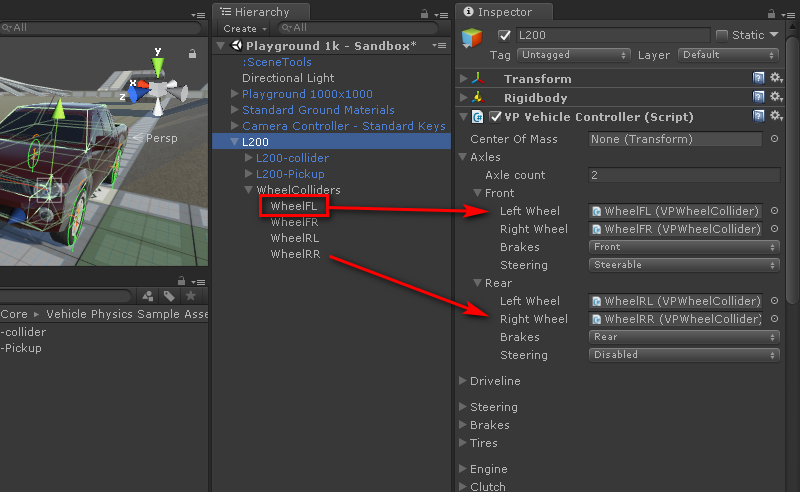 All
y
x
z
Persp
Core ▸ Vehicle Physics Sample Asse
-collider
-Pickup
Hierarchy
Create
All
Playground 1k - Sandbox*
:SceneTools
Directional Light
Playground 1000x1000
Standard Ground Materials
Camera Controller - Standard Keys
L200
L200-collider
L200-Pickup
WheelColliders
WheelFL
WheelFR
WheelRL
WheelRR
Inspector
L200
Static
Tag Untagged Layer Default
Transform
Rigidbody
VP Vehicle Controller (Script)
Center Of Mass None (Transform)
Axles
Axle count 2
Front
Left Wheel WheelFL (VPWheelCollider)
Right Wheel WheelFR (VPWheelCollider)
Brakes Front
Steering Steerable
Rear
Left Wheel WheelRL (VPWheelCollider)
Right Wheel WheelRR (VPWheelCollider)
Brakes Rear
Steering Disabled
Driveline
Steering
Brakes
Tires
Engine
Clutch